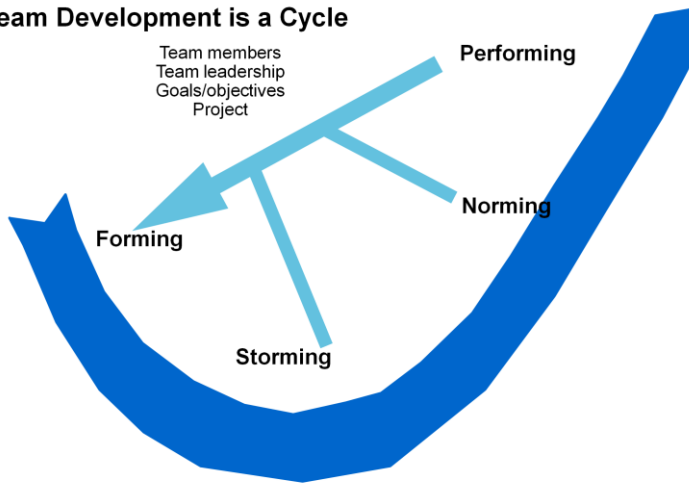 eam Development is a Cycle
Team members
Team leadership
Goals/objectives
Project
Performing
Norming
Forming
Storming